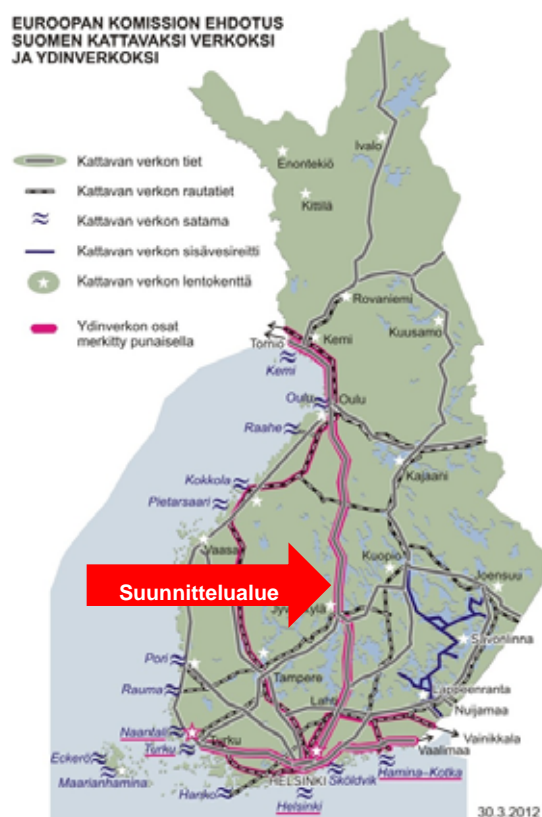 EUROOPAN KOMISSION EHDOTUS
SUOMEN KATTAVAKSI VERKOKSI
JA YDINVERKOKSI
Kattavan verkon tiet
Kattavan verkon rautatiet
Kattavan verkon satama
Kattavan verkon sisävesireitti
Kattavan verkon lentokenttä
Ydinverkon osat
merkitty punaisella
Ivalo
Enontekiö
Kittilä
Rovaniemi
Kuusamo
Kemi
Tornio
Kemi
Oulu
Oulu
Raahe
Kajaani
Kokkola
Pietarsaari
Vaasa
Kuopio
Joensuu
Suunnittelualue
Savonlinna
Pori
Tampere
Lappeenranta
Rauma
Lahti
Nuijamaa
Naantali
Turku
Turku
Vainikkala
Vaalimaa
Eckerö
Maarianhamina
HELSINKI
Sköldvik
Hamina–Kotka
Hanko
Helsinki
30.3.2012